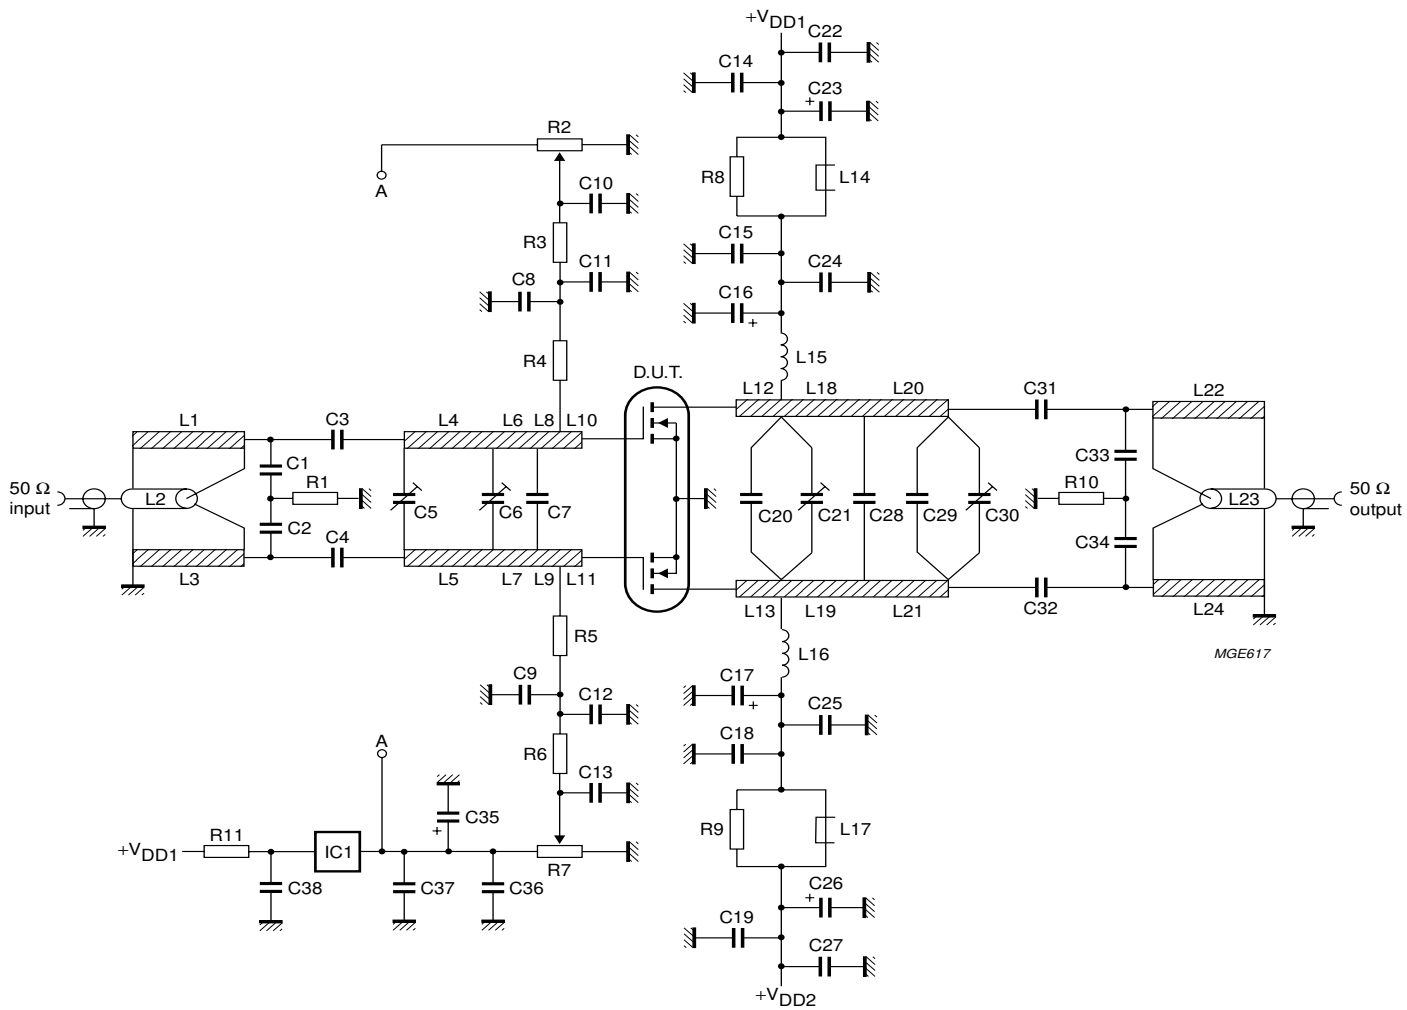 +VDD1
C22
C14
C23
R2
A
R8
L14
C10
R3
C11
C8
C15
C24
C16
R4
L15
D.U.T.
L12
L18
L20
C31
L22
L1
C3
L4
L6
L8
L10
C1
R1
C33
R10
50 Ω
input
L2
C5
C6
C7
C20
C21
C28
C29
C30
L23
50 Ω
output
C2
C4
C34
L3
L5
L7
L9
L11
L13
L19
L21
C32
L24
R5
L16
MGE617
C9
C12
C17
C25
A
R6
C18
C13
C35
R11
+VDD1
IC1
R7
R9
L17
C38
C37
C36
C26
C19
C27
+VDD2